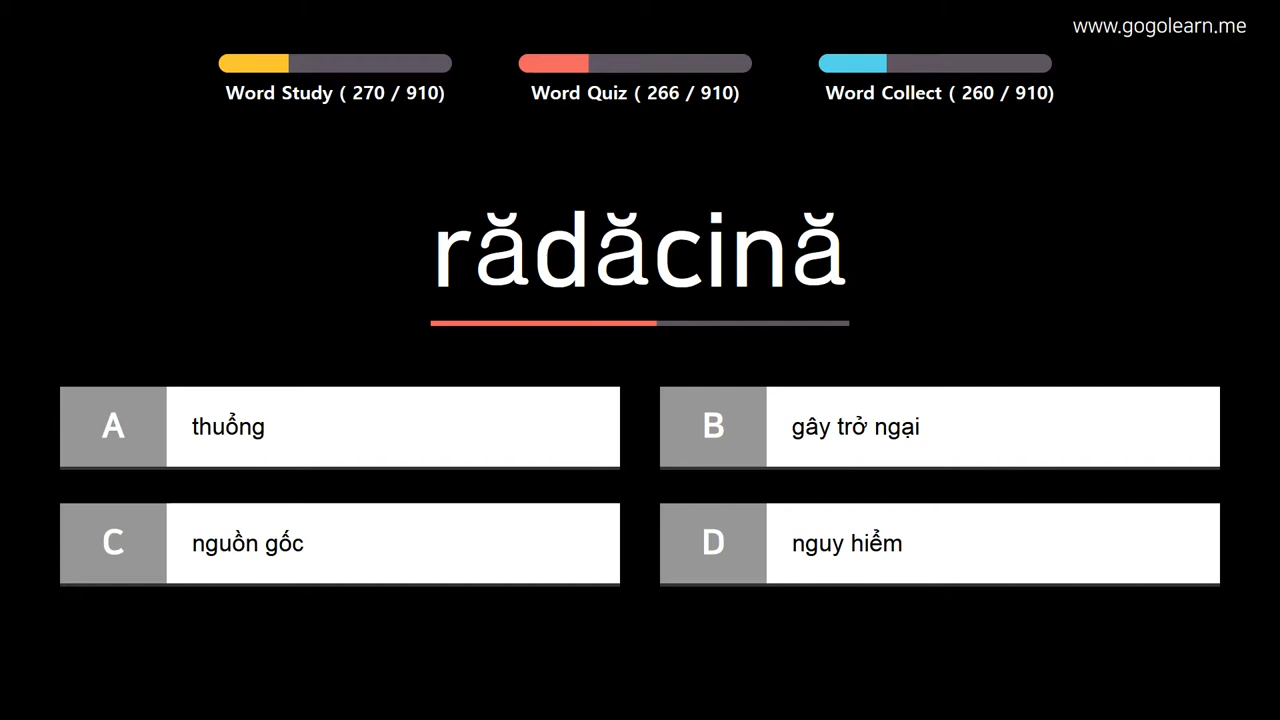 www.gogolearn.me
Word Study ( 270 / 910)
Word Quiz ( 266 / 910)
Word Collect ( 260 / 910)
rădăcină
A thuổng
B gây trở ngại
C nguồn gốc
D nguy hiểm